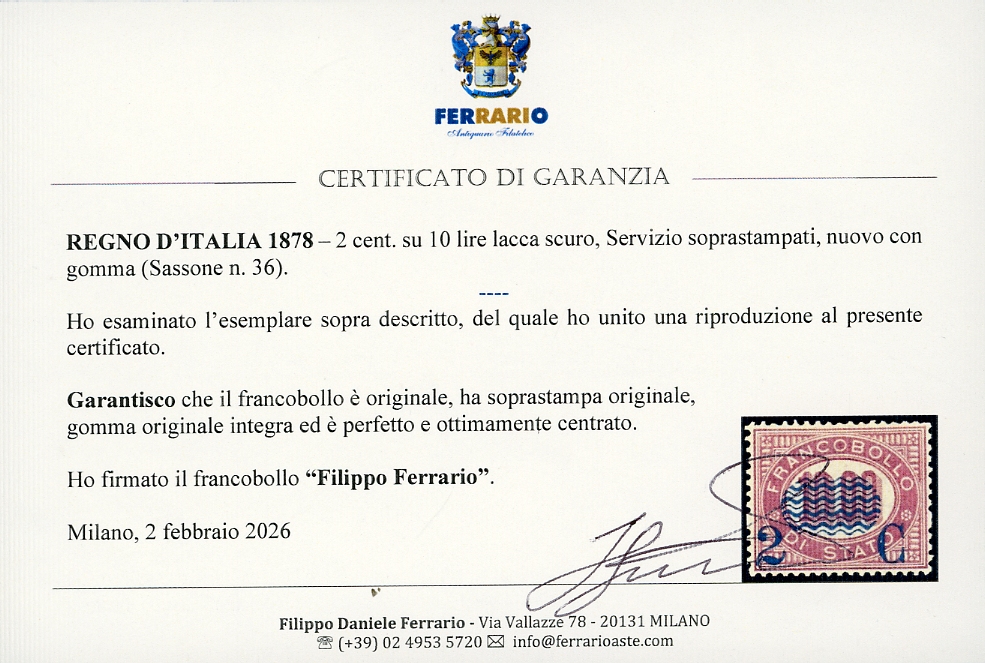 FERRARIO
Antiquario Filatelico
CERTIFICATO DI GARANZIA
REGNO D'ITALIA 1878 – 2 cent. su 10 lire lacca scuro, Servizio soprastampati, nuovo con
gomma (Sassone n. 36).
----
Ho esaminato l'esemplare sopra descritto, del quale ho unito una riproduzione al presente
certificato.
Garantisco che il francobollo è originale, ha soprastampa originale,
gomma originale integra ed è perfetto e ottimamente centrato.
Ho firmato il francobollo “Filippo Ferrario”.
Milano, 2 febbraio 2026
FRANCOBOLLO
2 C
DI STATO
Filippo Daniele Ferrario - Via Vallazze 78 - 20131 MILANO
☏ (+39) 02 4953 5720 ✉ info@ferrarioaste.com